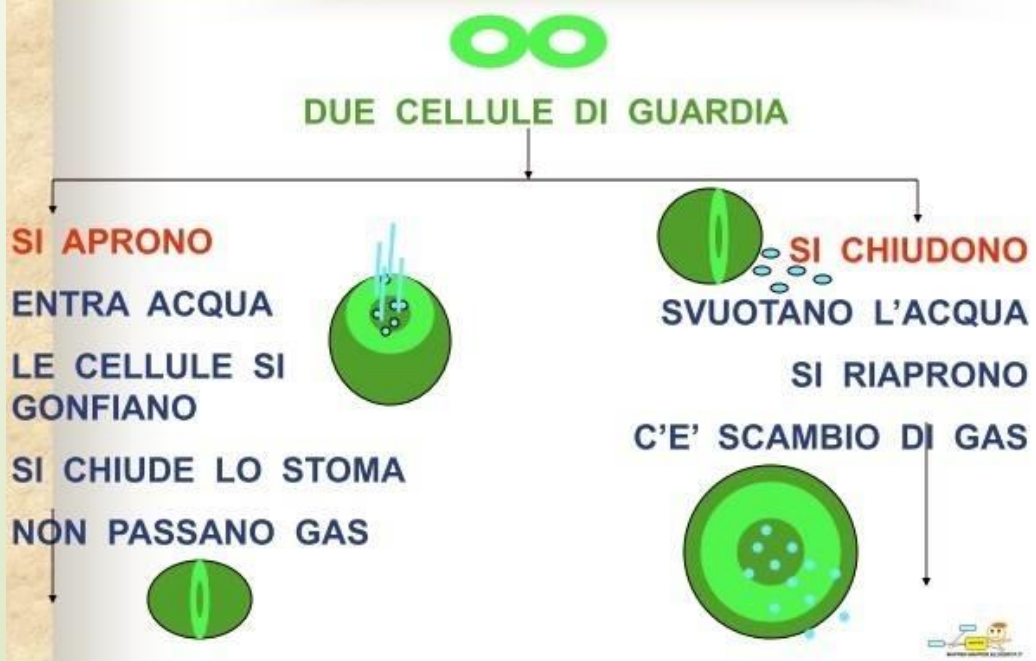 DUE CELLULE DI GUARDIA
SI APRONO
ENTRA ACQUA
LE CELLULE SI
GONFIANO
SI CHIUDE LO STOMA
NON PASSANO GAS
SI CHIUDONO
SVUOTANO L'ACQUA
SI RIAPRONO
C'E' SCAMBIO DI GAS